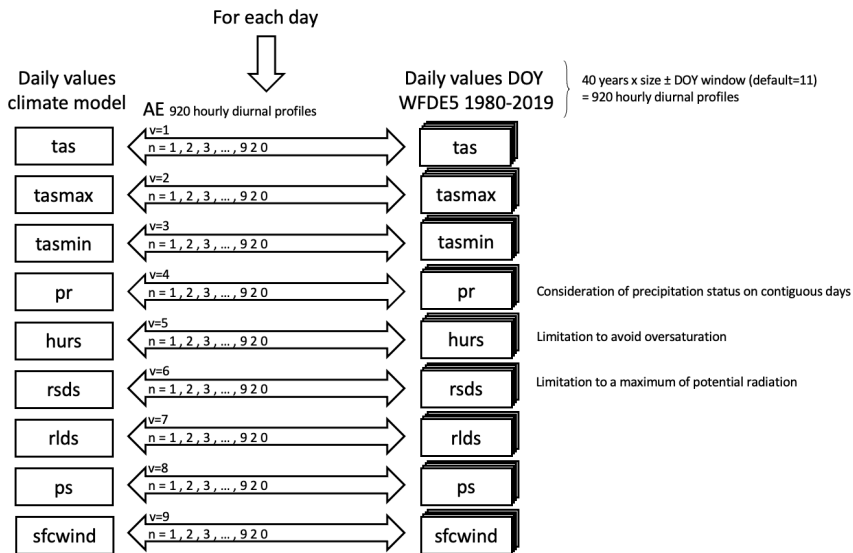 For each day
Daily values
climate model
AE 920 hourly diurnal profiles
Daily values DOY
WFDE5 1980-2019
40 years x size ± DOY window (default=11)
= 920 hourly diurnal profiles
tas
v=1
n = 1 , 2 , 3 , ... , 9 2 0
tas
tasmax
v=2
n = 1 , 2 , 3 , ... , 9 2 0
tasmax
tasmin
v=3
n = 1 , 2 , 3 , ... , 9 2 0
tasmin
pr
v=4
n = 1 , 2 , 3 , ... , 9 2 0
pr
Consideration of precipitation status on contiguous days
hurs
v=5
n = 1 , 2 , 3 , ... , 9 2 0
hurs
Limitation to avoid oversaturation
rsds
v=6
n = 1 , 2 , 3 , ... , 9 2 0
rsds
Limitation to a maximum of potential radiation
rlds
v=7
n = 1 , 2 , 3 , ... , 9 2 0
rlds
ps
v=8
n = 1 , 2 , 3 , ... , 9 2 0
ps
sfcwind
v=9
n = 1 , 2 , 3 , ... , 9 2 0
sfcwind